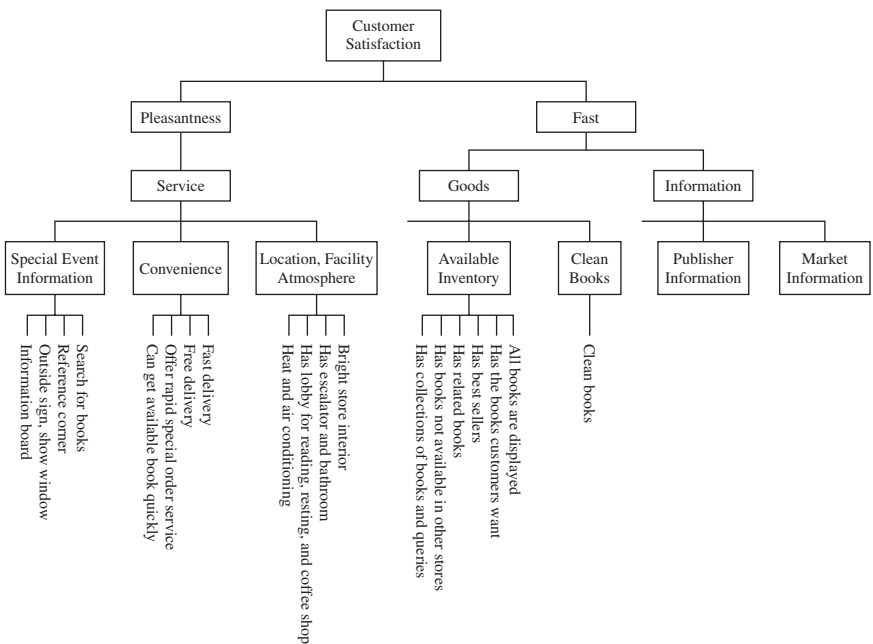 Customer
Satisfaction
Pleasantness
Fast
Service
Goods
Information
Special Event
Information
Convenience
Location, Facility
Atmosphere
Available
Inventory
Clean
Books
Publisher
Information
Market
Information
Information board
Outside sign, show window
Reference corner
Search for books
Can get available book quickly
Offer rapid special order service
Free delivery
Fast delivery
Heat and air conditioning
Has lobby for reading, resting, and coffee shop
Has escalator and bathroom
Bright store interior
Has collections of books and queries
Has books not available in other stores
Has related books
Has best sellers
Has the books customers want
All books are displayed
Clean books